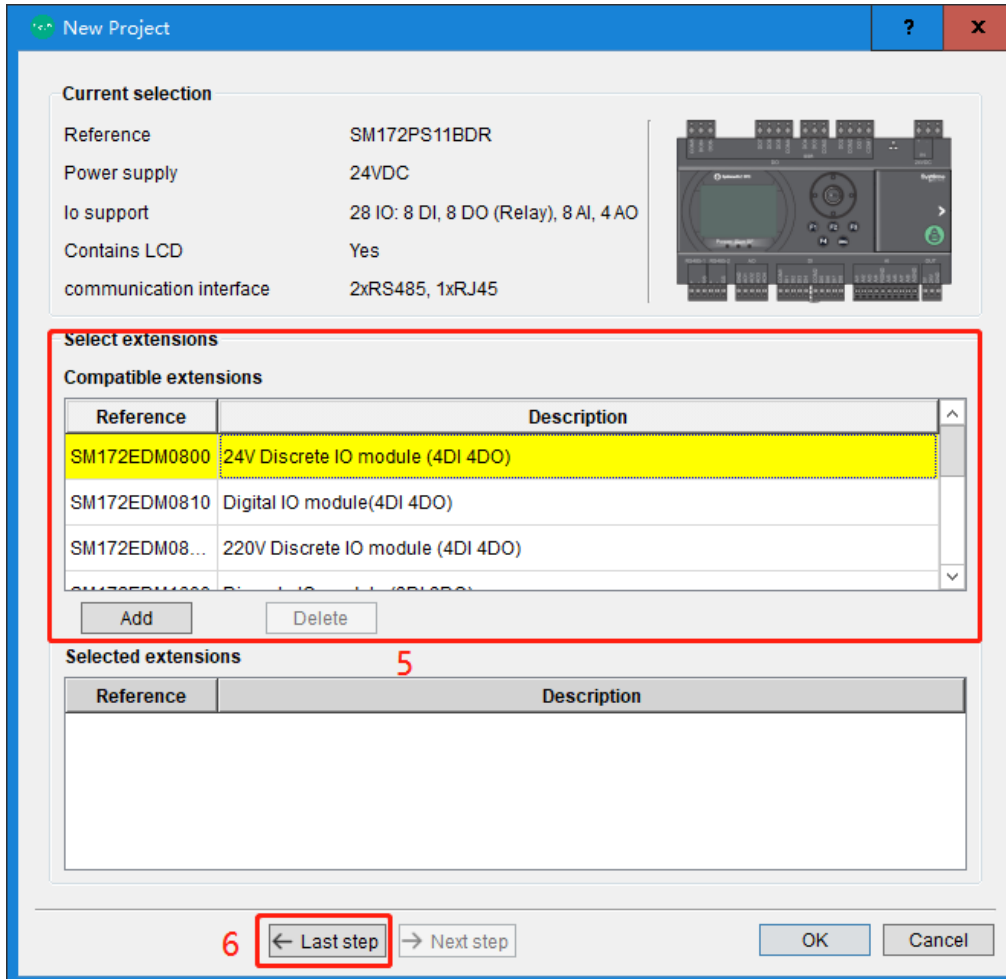 New Project
?
x
Current selection
Reference SM172PS11BDR
Power supply 24VDC
Io support 28 IO: 8 DI, 8 DO (Relay), 8 AI, 4 AO
Contains LCD Yes
communication interface 2xRS485, 1xRJ45
Select extensions
Compatible extensions
Reference Description
SM172EDM0800 24V Discrete IO module (4DI 4DO)
SM172EDM0810 Digital IO module(4DI 4DO)
SM172EDM08... 220V Discrete IO module (4DI 4DO)
Add Delete
5
Selected extensions
Reference Description
6 ← Last step → Next step OK Cancel